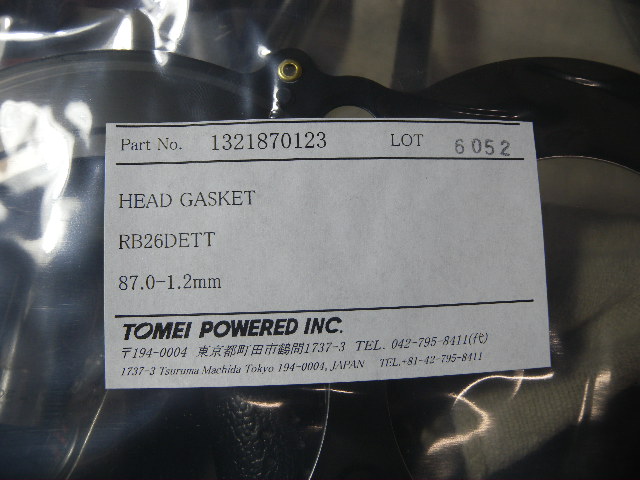 Part No. 1321870123 LOT 6052
HEAD GASKET
RB26DETT
87.0-1.2mm
TOMEI POWERED INC.
〒194-0004 東京都町田市鶴間1737-3 TEL. 042-795-8411(代)
1737-3 Tsuruma Machida Tokyo 194-0004, JAPAN TEL.+81-42-795-8411